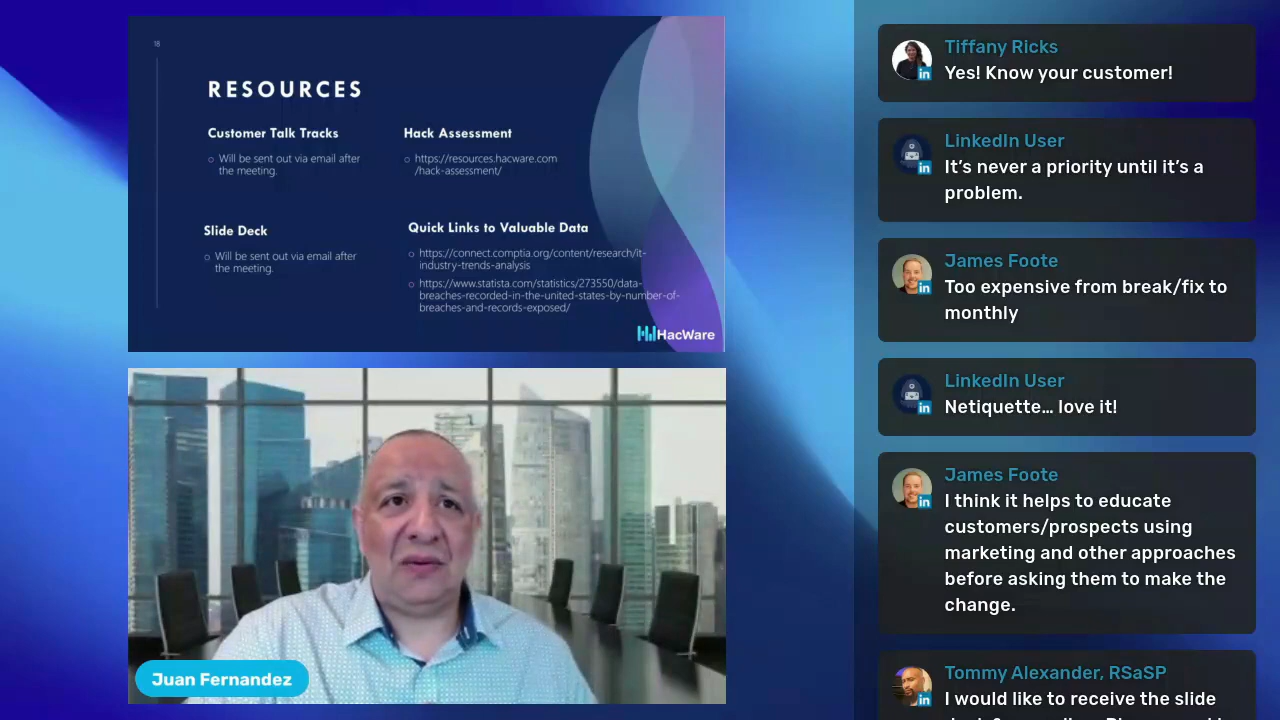 18
RESOURCES
Customer Talk Tracks
○ Will be sent out via email after
the meeting.
Hack Assessment
○ https://resources.hacware.com
/hack-assessment/
Slide Deck
○ Will be sent out via email after
the meeting.
Quick Links to Valuable Data
○ https://connect.comptia.org/content/research/it-
industry-trends-analysis
○ https://www.statista.com/statistics/273550/data-
breaches-recorded-in-the-united-states-by-number-of-
breaches-and-records-exposed/
HacWare
Juan Fernandez
Tiffany Ricks
in
Yes! Know your customer!
LinkedIn User
in
It’s never a priority until it’s a
problem.
James Foote
in
Too expensive from break/fix to
monthly
LinkedIn User
in
Netiquette… love it!
James Foote
in
I think it helps to educate
customers/prospects using
marketing and other approaches
before asking them to make the
change.
Tommy Alexander, RSaSP
in
I would like to receive the slide